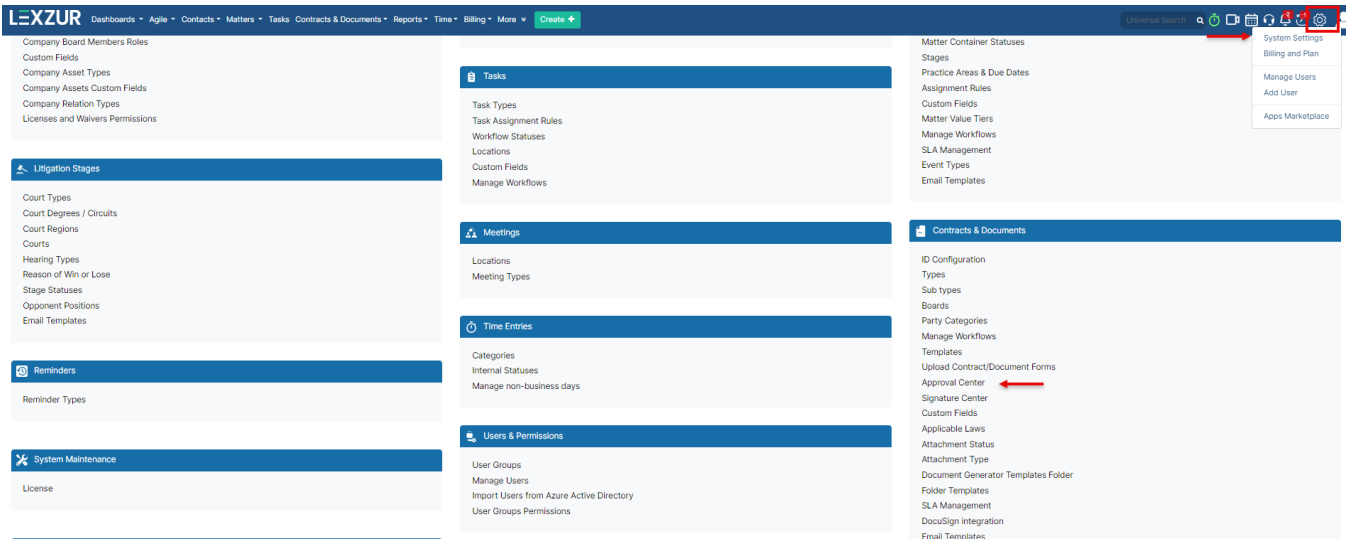 LEXZUR Dashboards Agile Contacts Matters Tasks Contracts & Documents Reports Time Billing More Create + Universal Search
System Settings
Billing and Plan
Manage Users
Add User
Apps Marketplace
Company Board Members Roles
Custom Fields
Company Asset Types
Company Assets Custom Fields
Company Relation Types
Licenses and Waivers Permissions
Litigation Stages
Court Types
Court Degrees / Circuits
Court Regions
Courts
Hearing Types
Reason of Win or Lose
Stage Statuses
Opponent Positions
Email Templates
Reminders
Reminder Types
System Maintenance
License
Tasks
Task Types
Task Assignment Rules
Workflow Statuses
Locations
Custom Fields
Manage Workflows
Meetings
Locations
Meeting Types
Time Entries
Categories
Internal Statuses
Manage non-business days
Users & Permissions
User Groups
Manage Users
Import Users from Azure Active Directory
User Groups Permissions
Matter Container Statuses
Stages
Practice Areas & Due Dates
Assignment Rules
Custom Fields
Matter Value Tiers
Manage Workflows
SLA Management
Event Types
Email Templates
Contracts & Documents
ID Configuration
Types
Sub types
Boards
Party Categories
Manage Workflows
Templates
Upload Contract/Document Forms
Approval Center
Signature Center
Custom Fields
Applicable Laws
Attachment Status
Attachment Type
Document Generator Templates Folder
Folder Templates
SLA Management
DocuSign integration
Email Templates